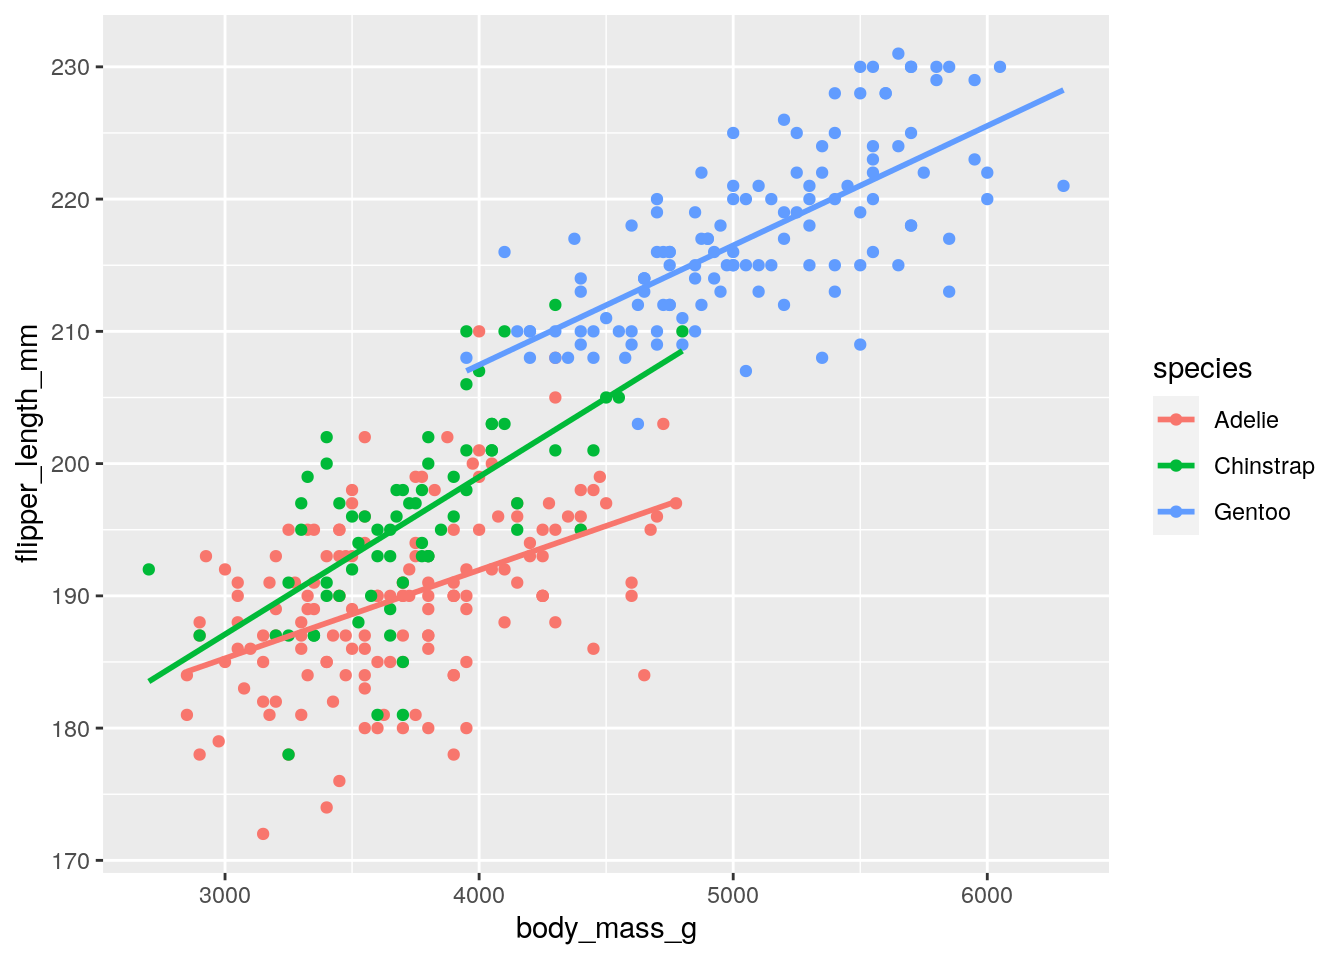 flipper_length_mm
230
220
210
200
190
180
170
3000 4000 5000 6000
body_mass_g
species
Adelie
Chinstrap
Gentoo